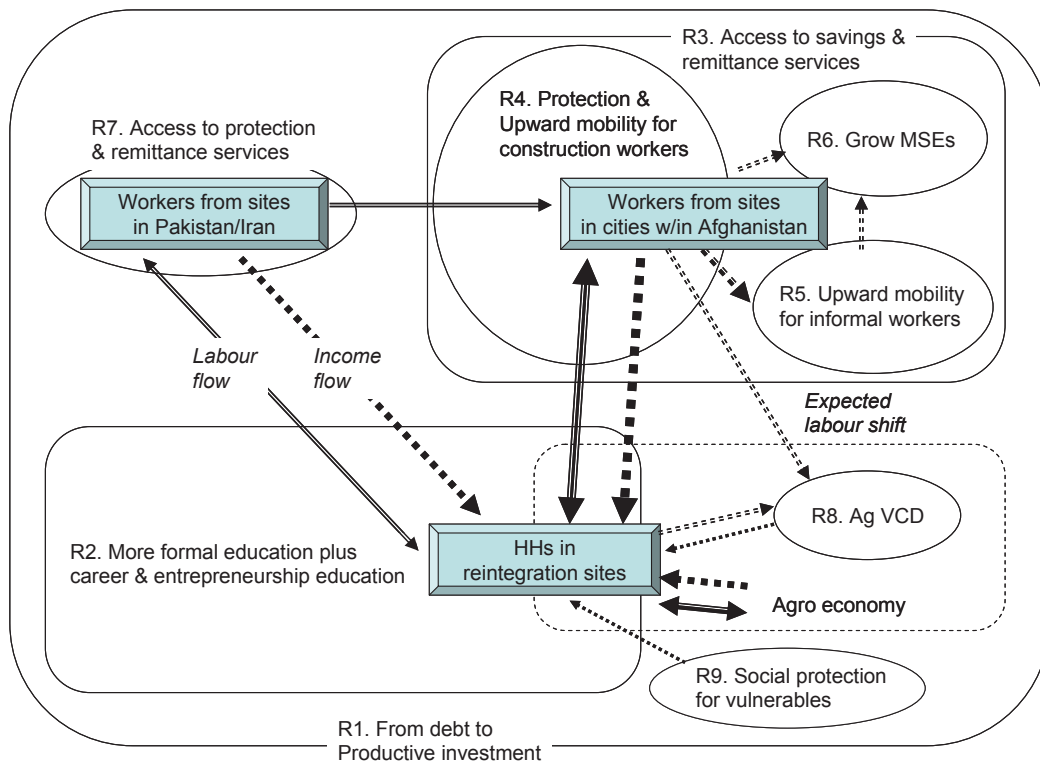 R3. Access to savings &
remittance services
R4. Protection &
Upward mobility for
construction workers
R7. Access to protection
& remittance services
R6. Grow MSEs
Workers from sites
in Pakistan/Iran
Workers from sites
in cities w/in Afghanistan
R5. Upward mobility
for informal workers
Labour
flow
Income
flow
Expected
labour shift
R8. Ag VCD
R2. More formal education plus
career & entrepreneurship education
HHs in
reintegration sites
Agro economy
R9. Social protection
for vulnerables
R1. From debt to
Productive investment